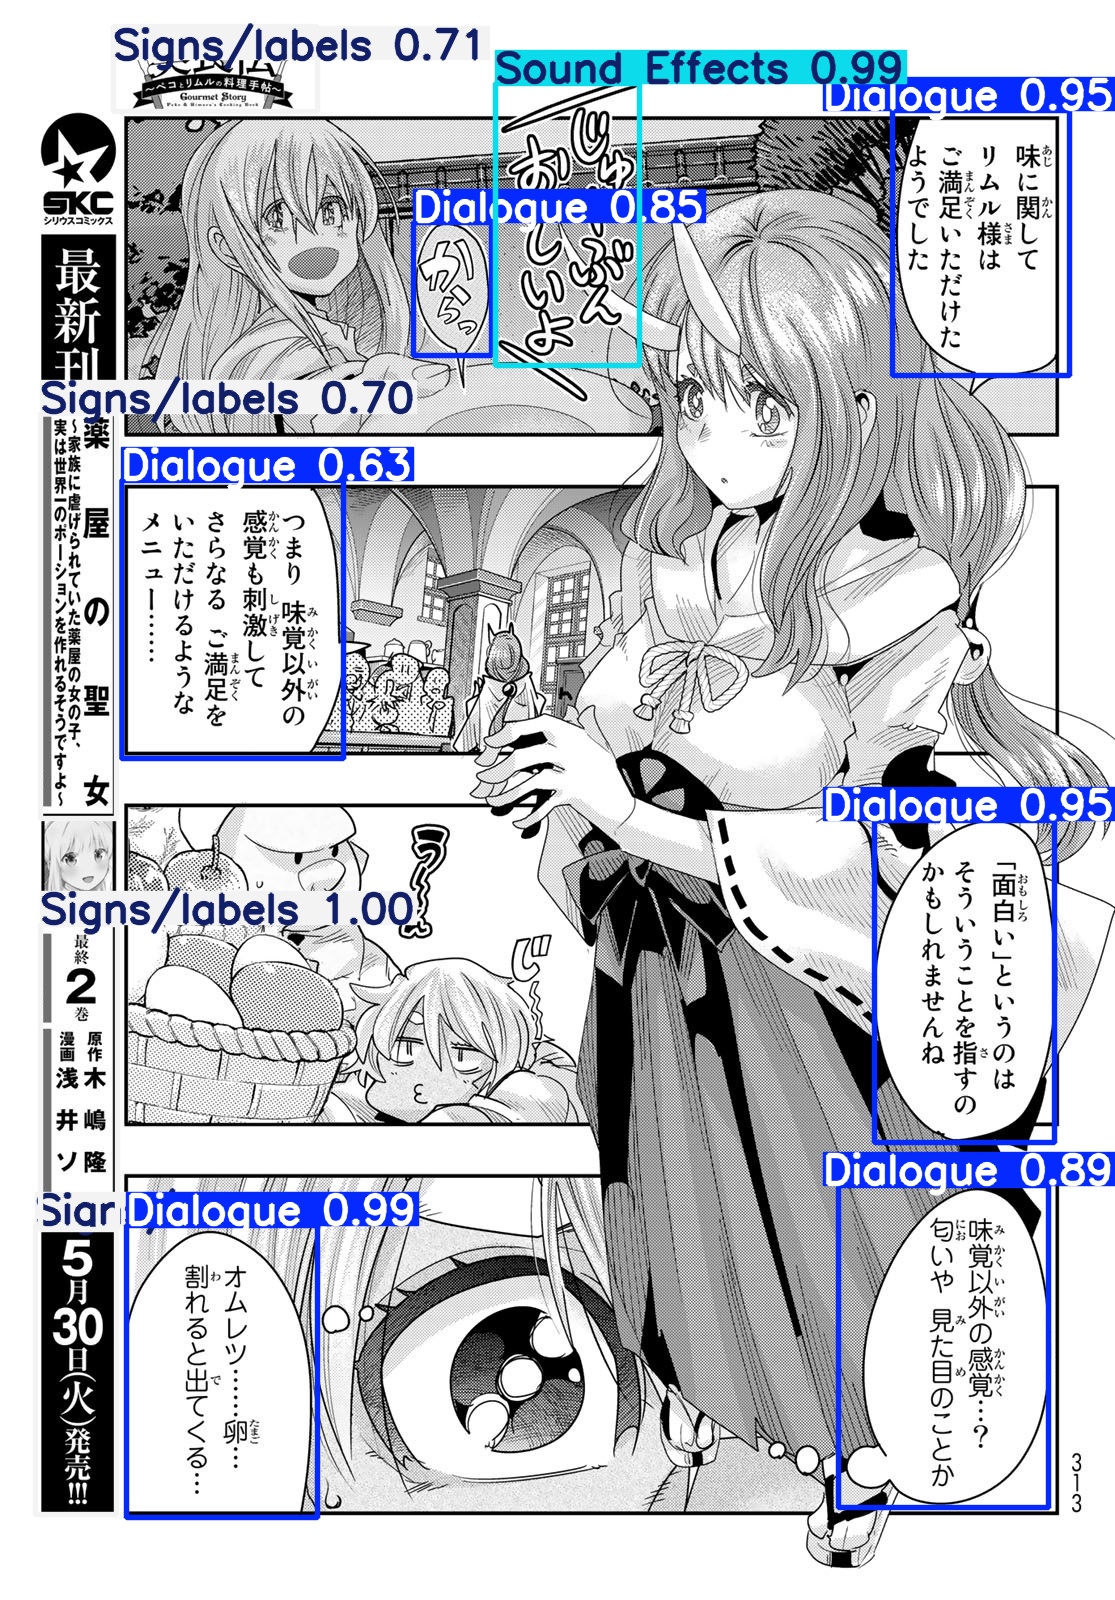 Signs/labels 0.71
～ペコとリムルの料理手帖～
Gourmet Story
Peko & Rimuru's Cooking Book
Sound Effects 0.99
Dialogue 0.95
味に関して
リムル様は
ご満足いただけた
ようでした
じゅーぶん
おいしいよ
Dialogue 0.85
かららっ
SKC
シリウスコミックス
最新刊
Signs/labels 0.70
薬屋の聖女
～家族に虐げられていた薬屋の女の子、
実は世界一のポーションを作れるそうですよ～
Dialogue 0.63
つまり 味覚以外の
感覚も刺激して
さらなる ご満足を
いただけるような
メニュー……
Dialogue 0.95
「面白い」というのは
そういうことを指すの
かもしれませんね
う〜〜ん
じ〜
Signs/labels 1.00
最終
2
巻
原作 木嶋隆
漫画 浅井ソ
Dialogue 0.89
味覚以外の感覚…？
匂いや 見た目のことか
Dialogue 0.99
オムレツ……卵…
割れると出てくる…
5月30日(火)発売!!!
313